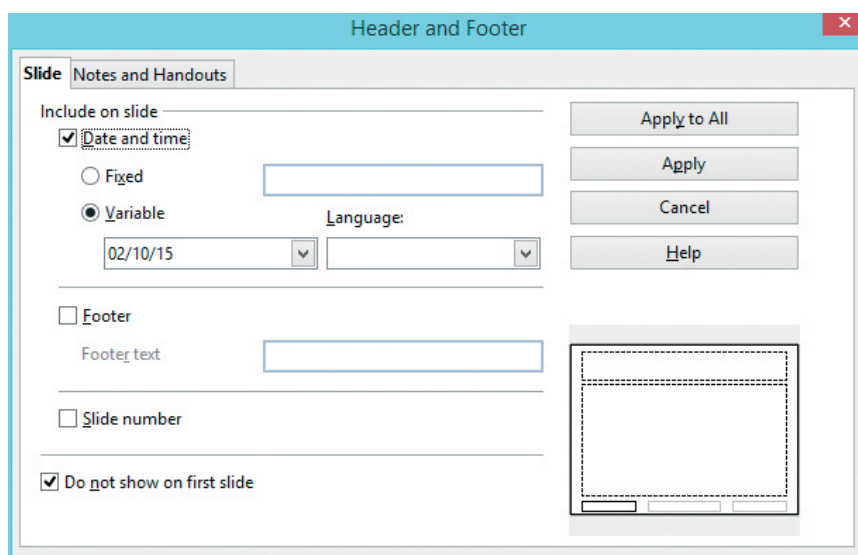 Header and Footer
Slide
Notes and Handouts
Include on slide
Date and time
Fixed
Variable
Language:
02/10/15
Footer
Footer text
Slide number
Do not show on first slide
Apply to All
Apply
Cancel
Help